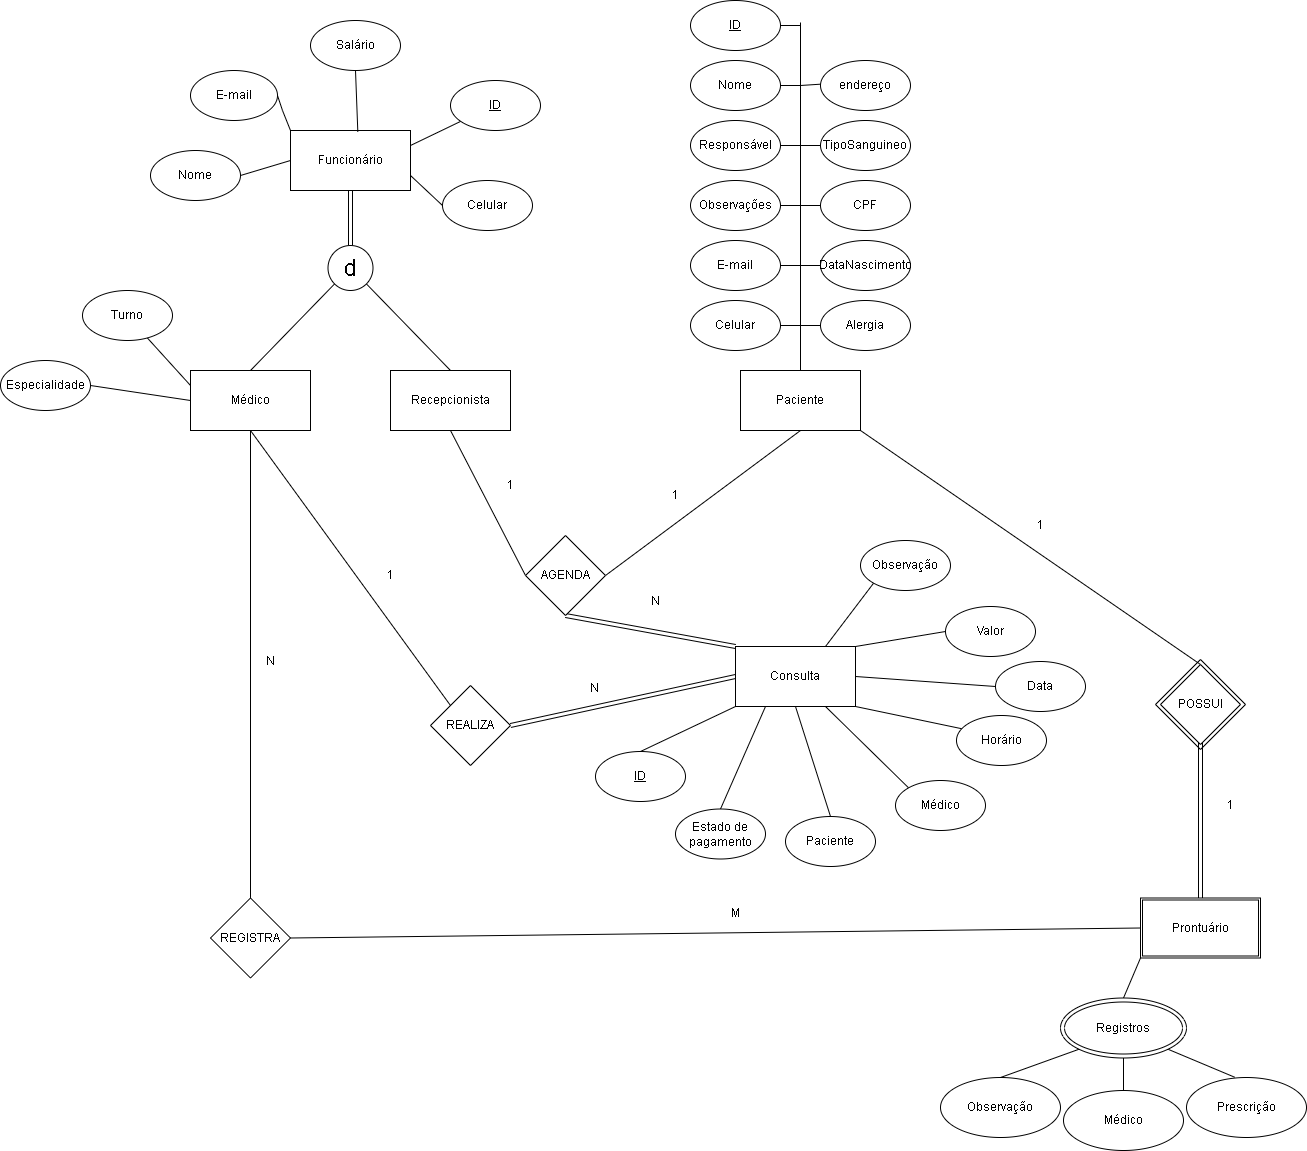 ID
Salário
Nome
endereço
E-mail
ID
Responsável
TipoSanguineo
Funcionário
Nome
Celular
Observações
CPF
d
E-mail
DataNascimento
Turno
Celular
Alergia
Especialidade
Médico
Recepcionista
Paciente
1
1
1
1
AGENDA
Observação
N
Valor
N
Consulta
N
Data
POSSUI
REALIZA
Horário
ID
Médico
1
Estado de
pagamento
Paciente
M
REGISTRA
Prontuário
Registros
Observação
Médico
Prescrição